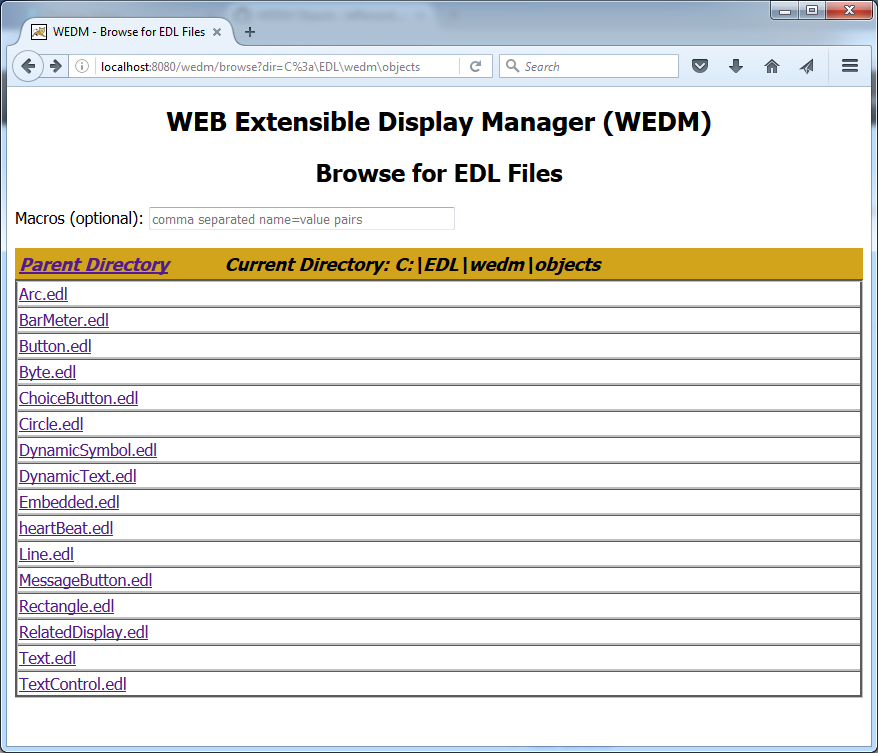 WEDM - Browse for EDL Files
localhost:8080/wedm/browse?dir=C%3a\EDL\wedm\objects
Search
WEB Extensible Display Manager (WEDM)
Browse for EDL Files
Macros (optional): comma separated name=value pairs
Parent Directory Current Directory: C:|EDL|wedm|objects
Arc.edl
BarMeter.edl
Button.edl
Byte.edl
ChoiceButton.edl
Circle.edl
DynamicSymbol.edl
DynamicText.edl
Embedded.edl
heartBeat.edl
Line.edl
MessageButton.edl
Rectangle.edl
RelatedDisplay.edl
Text.edl
TextControl.edl